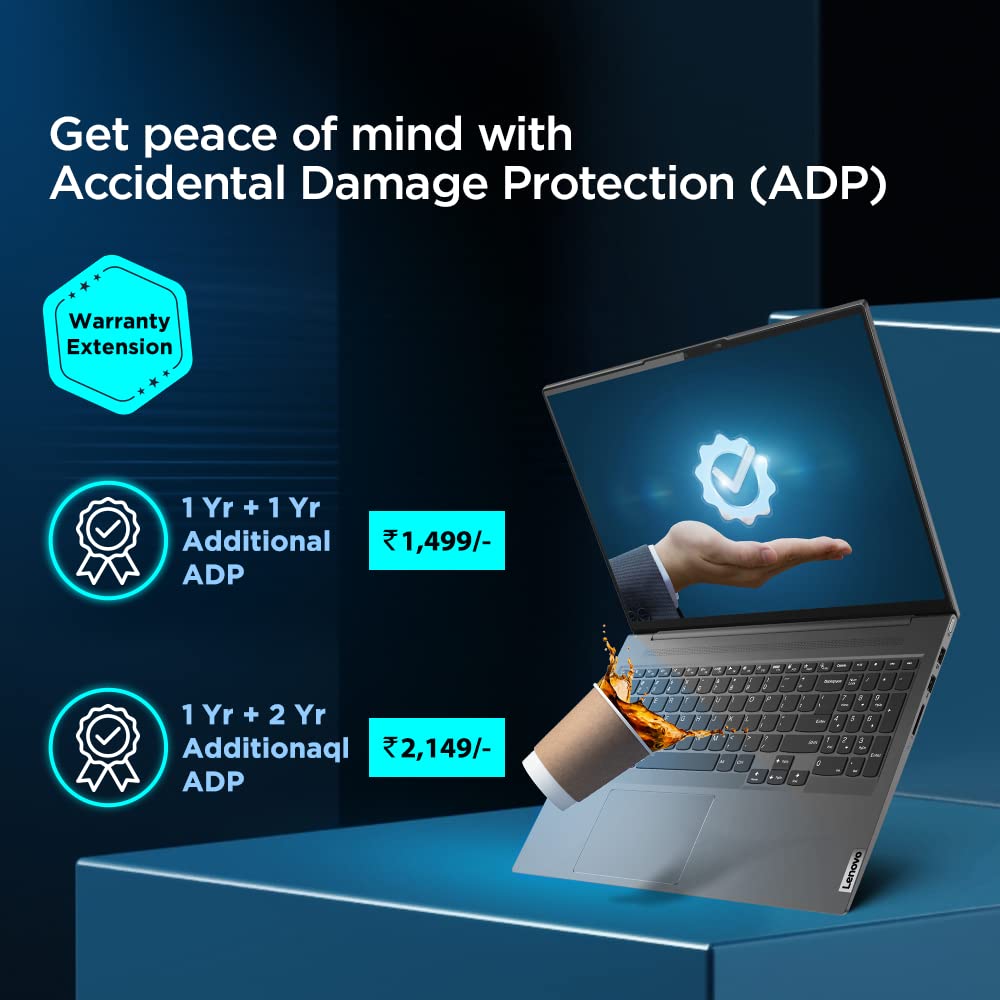 Get peace of mind with
Accidental Damage Protection (ADP)
Warranty
Extension
1 Yr + 1 Yr
Additional
ADP
₹1,499/-
1 Yr + 2 Yr
Additionaql
ADP
₹2,149/-
Lenovo